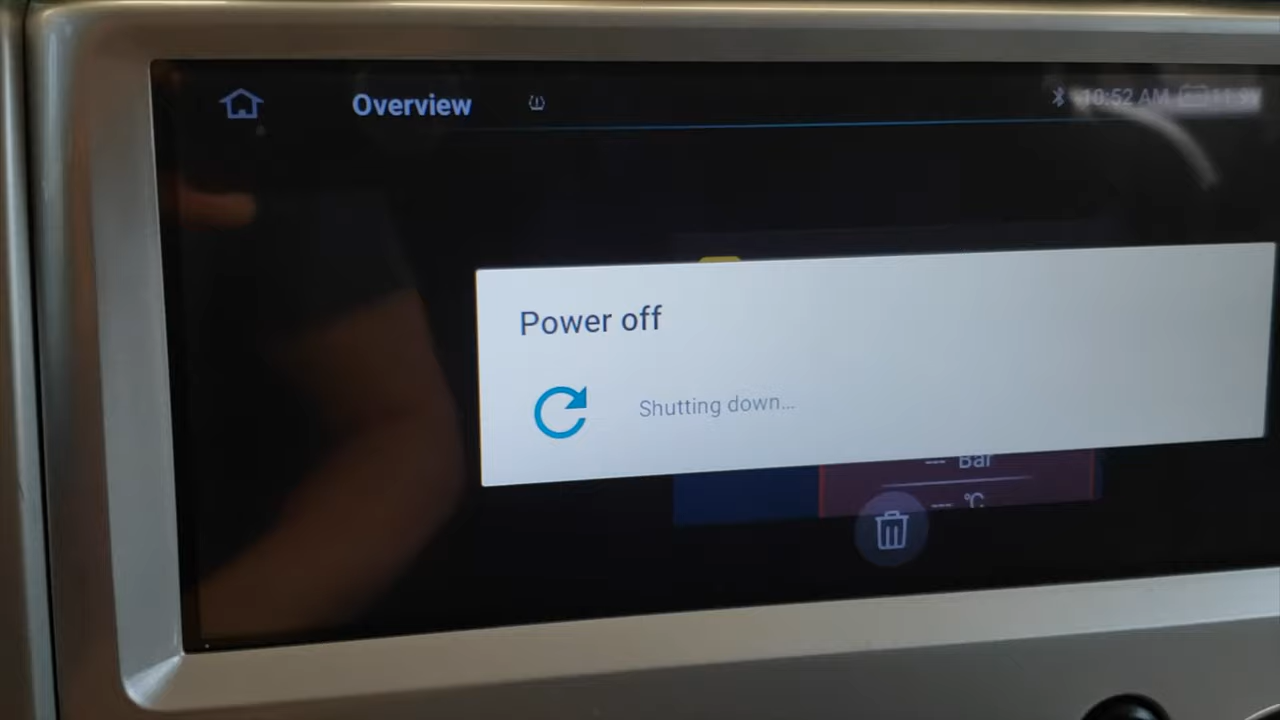 Overview
10:52 AM
Power off
Shutting down...
--- Bar
--- °C